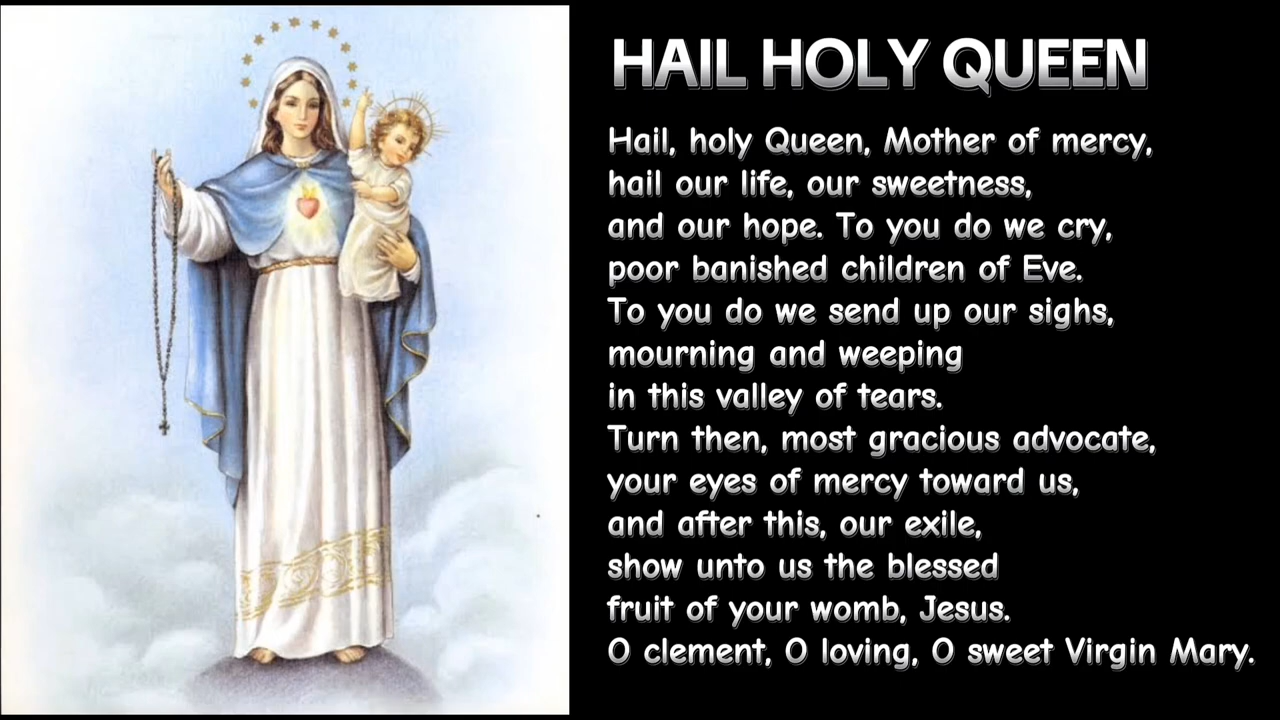 HAIL HOLY QUEEN
Hail, holy Queen, Mother of mercy,
hail our life, our sweetness,
and our hope. To you do we cry,
poor banished children of Eve.
To you do we send up our sighs,
mourning and weeping
in this valley of tears.
Turn then, most gracious advocate,
your eyes of mercy toward us,
and after this, our exile,
show unto us the blessed
fruit of your womb, Jesus.
O clement, O loving, O sweet Virgin Mary.